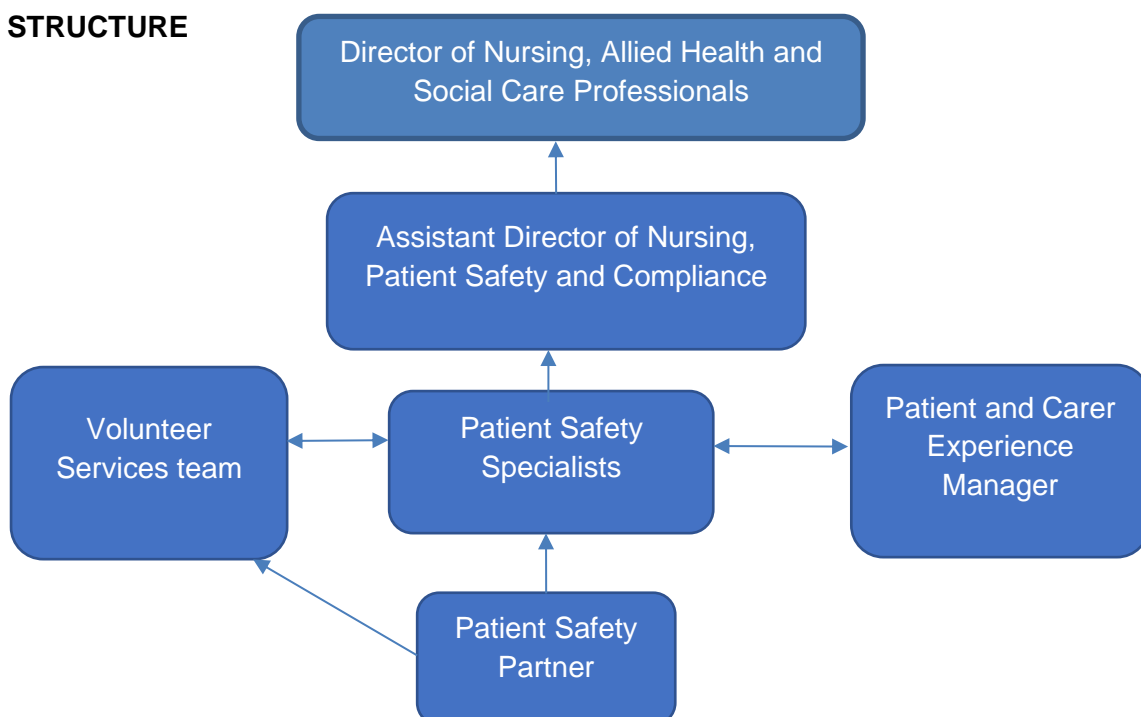 STRUCTURE
Director of Nursing, Allied Health and
Social Care Professionals
Assistant Director of Nursing,
Patient Safety and Compliance
Volunteer
Services team
Patient Safety
Specialists
Patient and Carer
Experience
Manager
Patient Safety
Partner